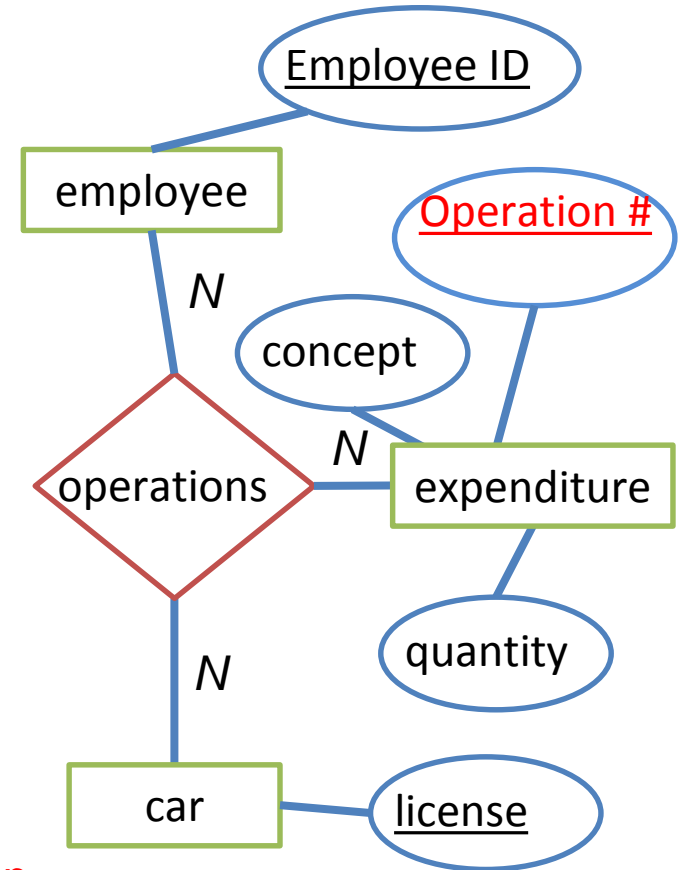 Employee ID
employee
Operation #
N
concept
N
operations
expenditure
quantity
N
car
license